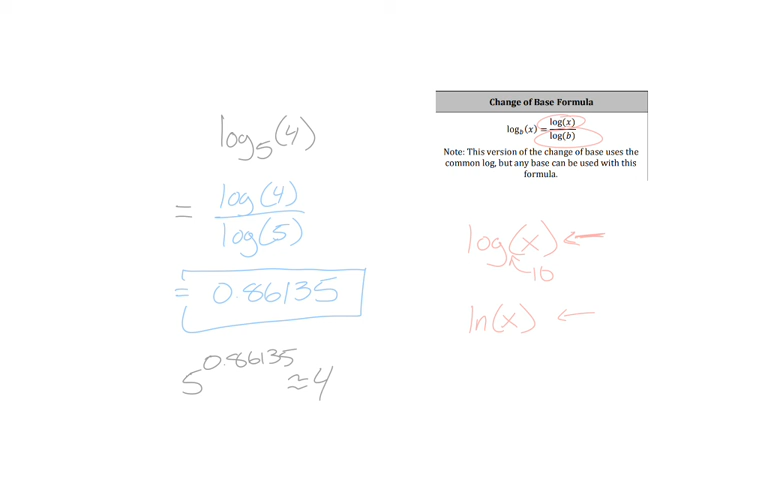 log₅(4)
= log(4)/log(5)
= 0.86135
5^0.86135 ≈ 4
Change of Base Formula
log_b(x) = log(x)/log(b)
Note: This version of the change of base uses the
common log, but any base can be used with this
formula.
log(x) ←
10
ln(x) ←